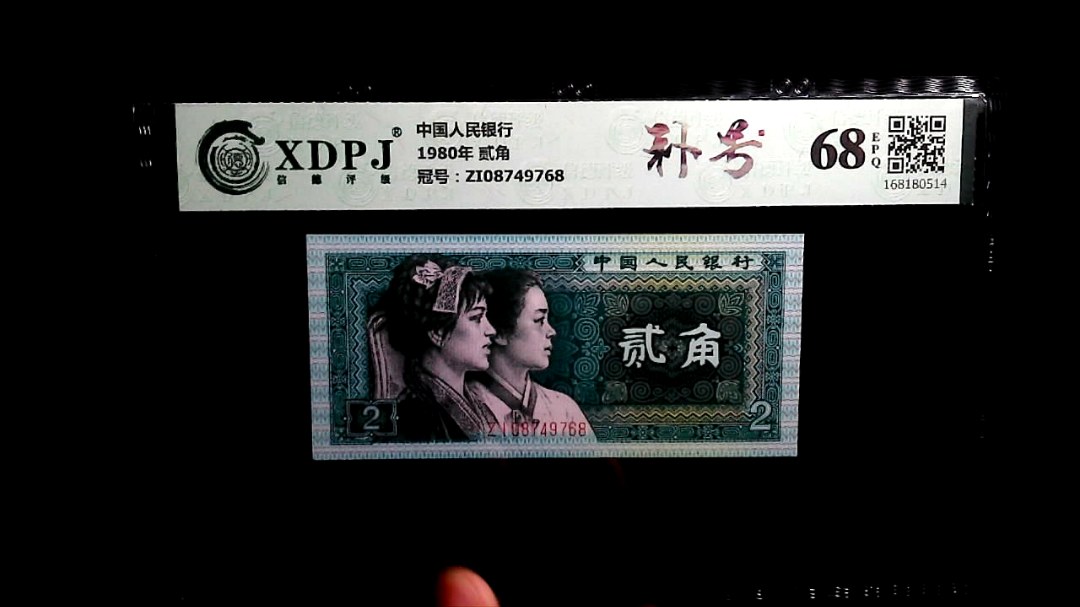 XDPJ®
信德评级
中国人民银行
1980年 贰角
冠号：ZI08749768
补号
68
EPQ
168180514
中国人民银行
贰角
2
2
ZI08749768